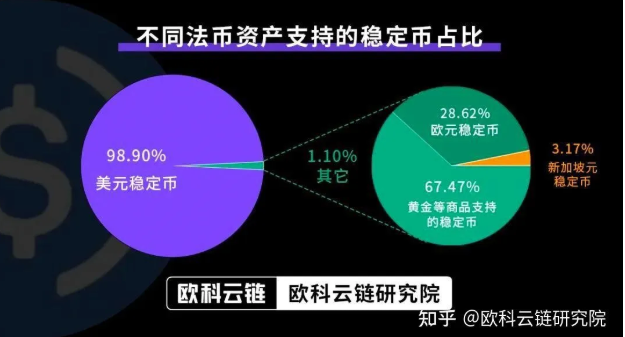 不同法币资产支持的稳定币占比
98.90%
美元稳定币
1.10%
其它
28.62%
欧元稳定币
3.17%
新加坡元
稳定币
67.47%
黄金等商品支持
的稳定币
欧科云链 欧科云链研究院
知乎 @欧科云链研究院